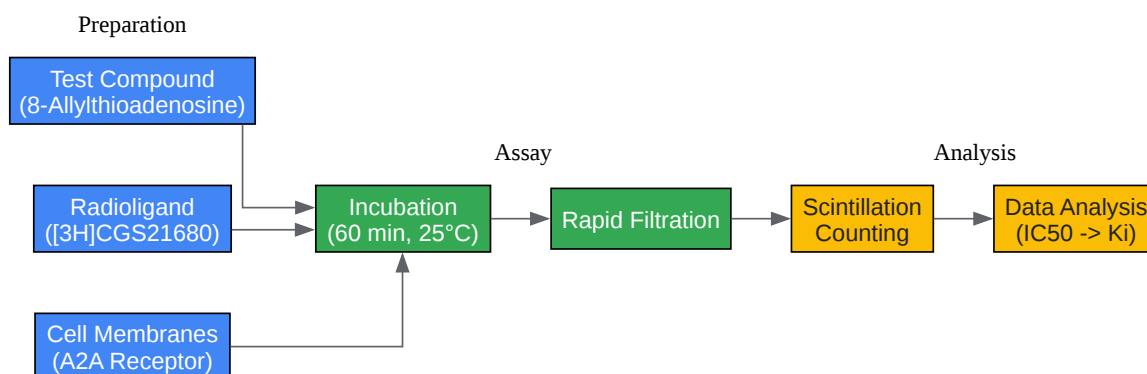 Preparation
Test Compound
(8-Allylthioadenosine)
Assay
Analysis
Radioligand
([3H]CGS21680)
Incubation
(60 min, 25°C)
Rapid Filtration
Scintillation
Counting
Data Analysis
(IC50 -> Ki)
Cell Membranes
(A2A Receptor)